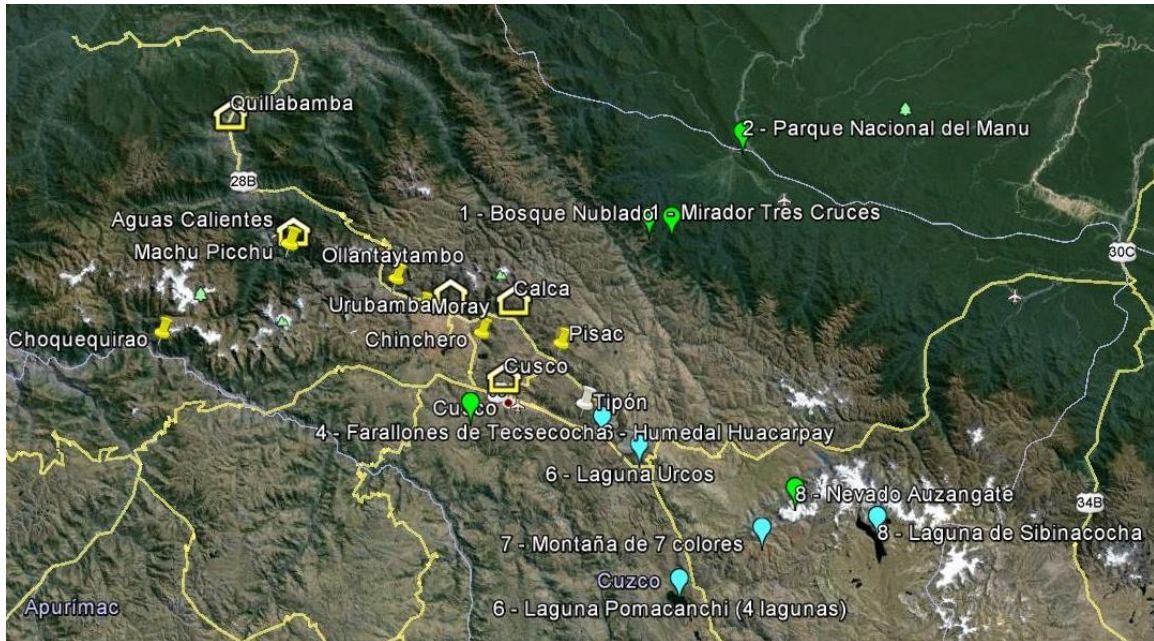 Quillabamba
2 - Parque Nacional del Manu
28B
Aguas Calientes
1 - Bosque Nublado
1 - Mirador Tres Cruces
Machu Picchu
Ollantaytambo
30C
Calca
Urubamba
Moray
Choquequirao
Chinchero
Pisac
Cusco
Cusco
Tipón
4 - Farallones de Tecsecocha
6 - Humedal Huacarpay
6 - Laguna Urcos
8 - Nevado Auzangate
34B
8 - Laguna de Sibinacocha
7 - Montaña de 7 colores
Cuzco
Apurímac
6 - Laguna Pomacanchi (4 lagunas)